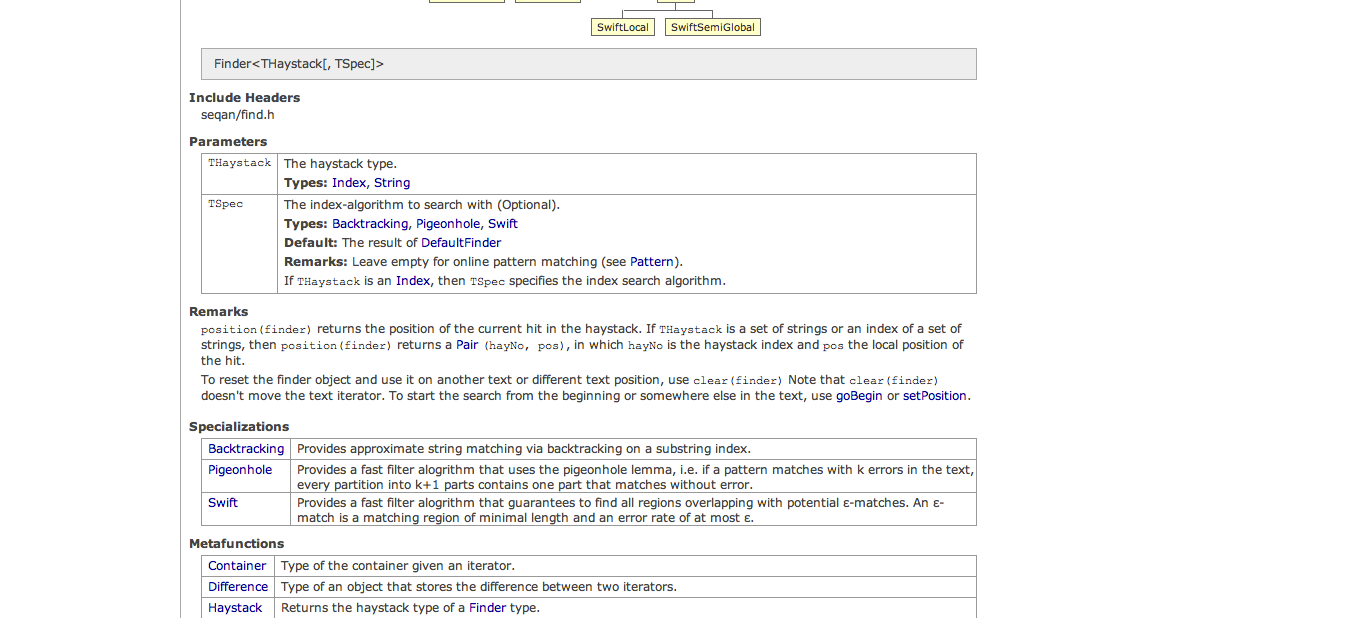 SwiftLocal SwiftSemiGlobal
Finder<THaystack[, TSpec]>
Include Headers
seqan/find.h
Parameters
THaystack The haystack type.
Types: Index, String
TSpec The index-algorithm to search with (Optional).
Types: Backtracking, Pigeonhole, Swift
Default: The result of DefaultFinder
Remarks: Leave empty for online pattern matching (see Pattern).
If THaystack is an Index, then TSpec specifies the index search algorithm.
Remarks
position(finder) returns the position of the current hit in the haystack. If THaystack is a set of strings or an index of a set of
strings, then position(finder) returns a Pair (hayNo, pos), in which hayNo is the haystack index and pos the local position of
the hit.
To reset the finder object and use it on another text or different text position, use clear(finder) Note that clear(finder)
doesn't move the text iterator. To start the search from the beginning or somewhere else in the text, use goBegin or setPosition.
Specializations
Backtracking Provides approximate string matching via backtracking on a substring index.
Pigeonhole Provides a fast filter alogrithm that uses the pigeonhole lemma, i.e. if a pattern matches with k errors in the text,
every partition into k+1 parts contains one part that matches without error.
Swift Provides a fast filter alogrithm that guarantees to find all regions overlapping with potential ε-matches. An ε-
match is a matching region of minimal length and an error rate of at most ε.
Metafunctions
Container Type of the container given an iterator.
Difference Type of an object that stores the difference between two iterators.
Haystack Returns the haystack type of a Finder type.